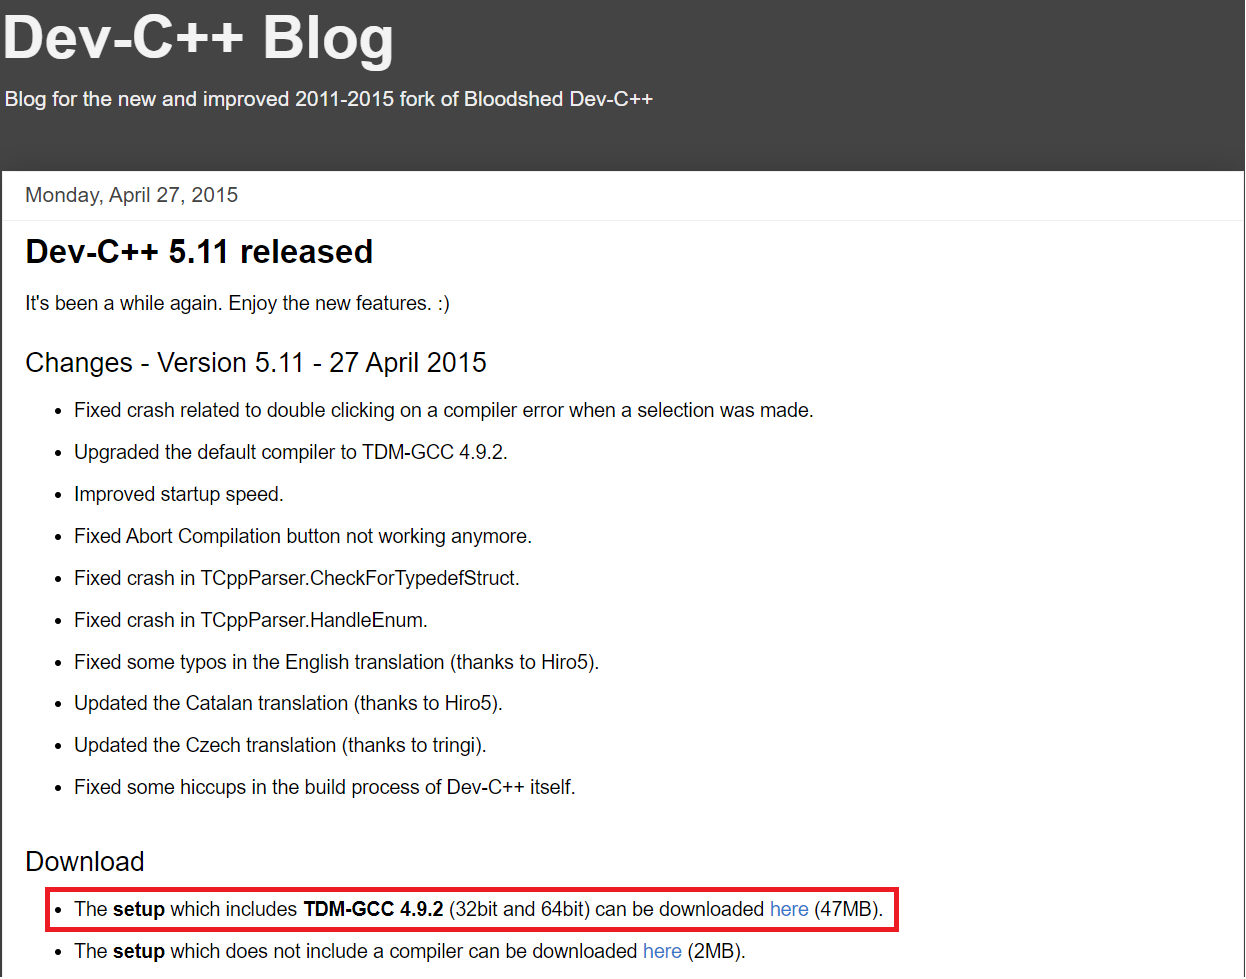 Dev-C++ Blog
Blog for the new and improved 2011-2015 fork of Bloodshed Dev-C++
Monday, April 27, 2015
Dev-C++ 5.11 released
It's been a while again. Enjoy the new features. :)
Changes - Version 5.11 - 27 April 2015
• Fixed crash related to double clicking on a compiler error when a selection was made.
• Upgraded the default compiler to TDM-GCC 4.9.2.
• Improved startup speed.
• Fixed Abort Compilation button not working anymore.
• Fixed crash in TCppParser.CheckForTypedefStruct.
• Fixed crash in TCppParser.HandleEnum.
• Fixed some typos in the English translation (thanks to Hiro5).
• Updated the Catalan translation (thanks to Hiro5).
• Updated the Czech translation (thanks to tringi).
• Fixed some hiccups in the build process of Dev-C++ itself.
Download
• The setup which includes TDM-GCC 4.9.2 (32bit and 64bit) can be downloaded here (47MB).
• The setup which does not include a compiler can be downloaded here (2MB).